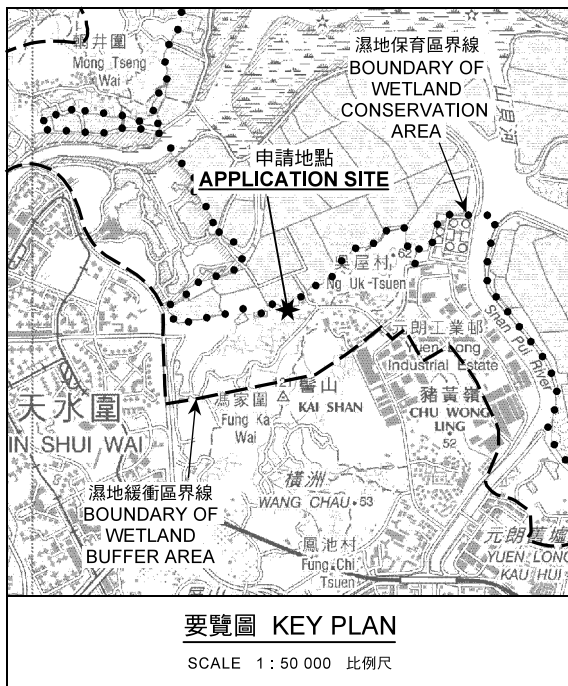 Mong Tseng
Wai
濕地保育區界線
BOUNDARY OF
WETLAND
CONSERVATION
AREA
申請地點
APPLICATION SITE
吳屋村
62
Ng Uk Tsuen
Shan Pui River
元朗工業邨
Yuen Long
Industrial Estate
髻山
KAI SHAN
豬黃嶺
CHU WONG
LING
52
馮家圍
Fung Ka
Wai
天水圍
IN SHUI WAI
橫洲
WANG CHAU
53
濕地緩衝區界線
BOUNDARY OF
WETLAND
BUFFER AREA
鳳池村
Fung Chi
Tsuen
元朗舊墟
YUEN LONG
KAU HUI
要覽圖 KEY PLAN
SCALE 1 : 50 000 比例尺